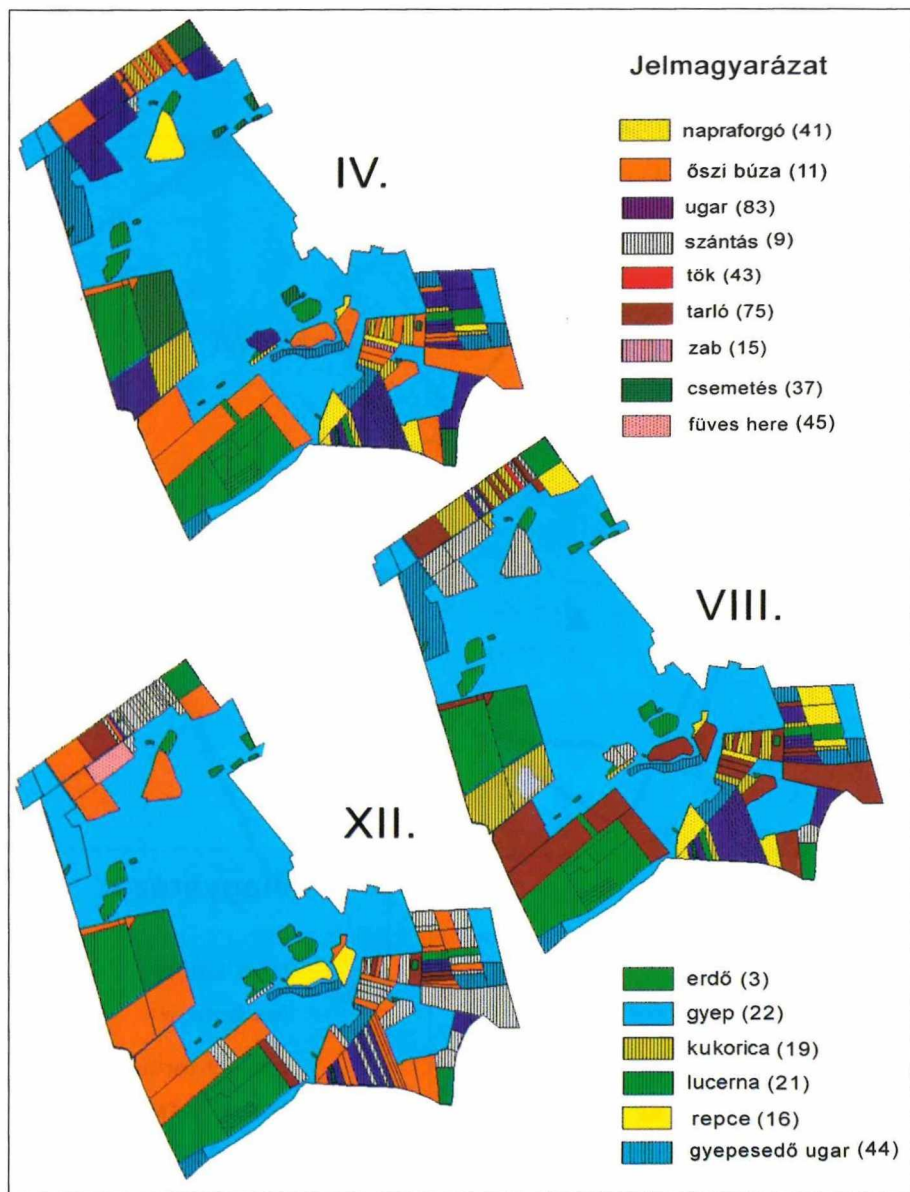 Jelmagyarázat
napraforgó (41)
őszi búza (11)
ugar (83)
szántás (9)
tök (43)
tarló (75)
zab (15)
csemetés (37)
füves here (45)
IV.
VIII.
XII.
erdő (3)
gyep (22)
kukorica (19)
lucerna (21)
repce (16)
gyepesedő ugar (44)